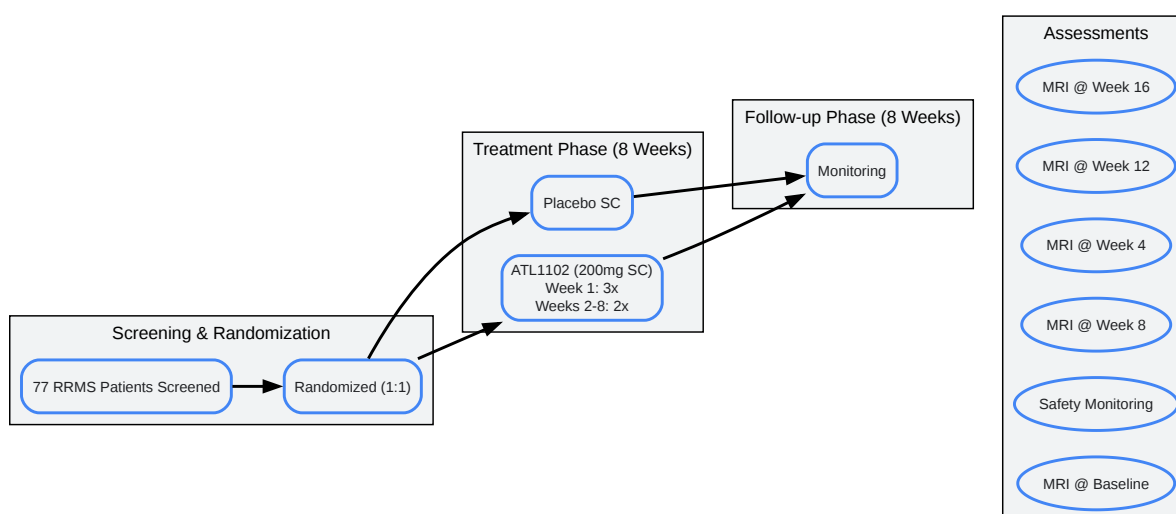 Screening & Randomization
77 RRMS Patients Screened
Randomized (1:1)
Treatment Phase (8 Weeks)
Placebo SC
ATL1102 (200mg SC)
Week 1: 3x
Weeks 2-8: 2x
Follow-up Phase (8 Weeks)
Monitoring
Assessments
MRI @ Week 16
MRI @ Week 12
MRI @ Week 4
MRI @ Week 8
Safety Monitoring
MRI @ Baseline